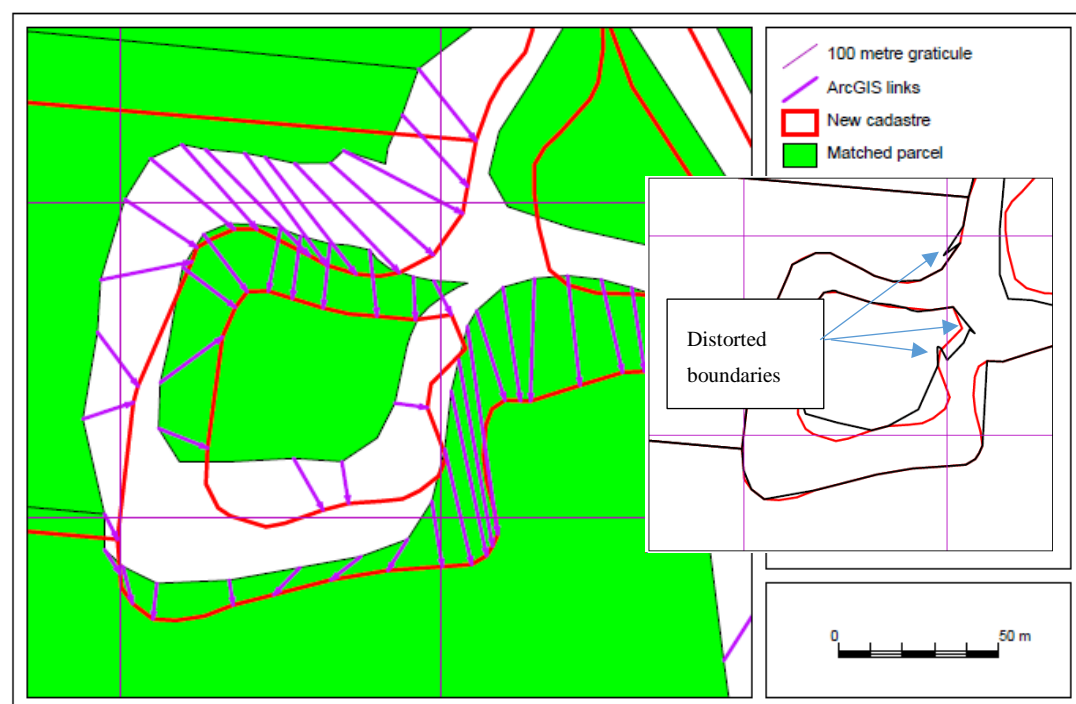 100 metre graticule
ArcGIS links
New cadastre
Matched parcel
Distorted
boundaries
0
50 m